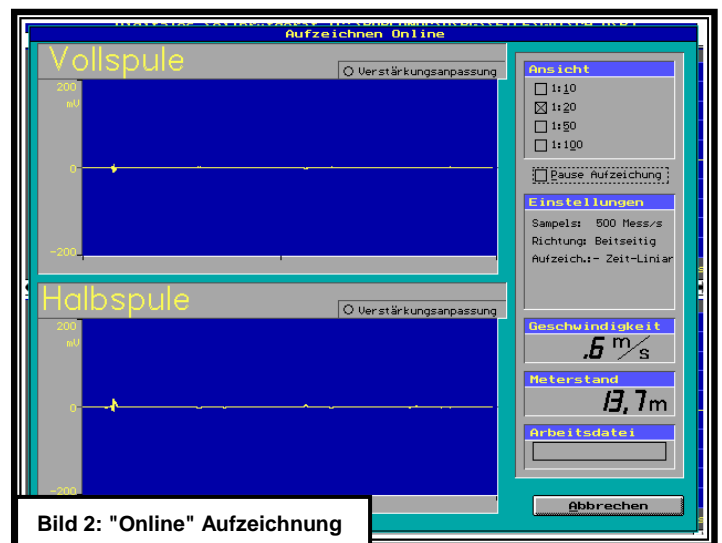 Aufzeichnen Online
Vollspule
O Verstärkungsanpassung
200
mV
0
-200
Halbspule
O Verstärkungsanpassung
200
mV
0
-200
Ansicht
1:10
1:20
1:50
1:100
Pause Aufzeichung
Einstellungen
Sampels: 500 Mess/s
Richtung: Beitseitig
Aufzeich.:- Zeit-Liniar
Geschwindigkeit
.6 m/s
Meterstand
13,7m
Arbeitsdatei
Abbrechen
Bild 2: "Online" Aufzeichnung